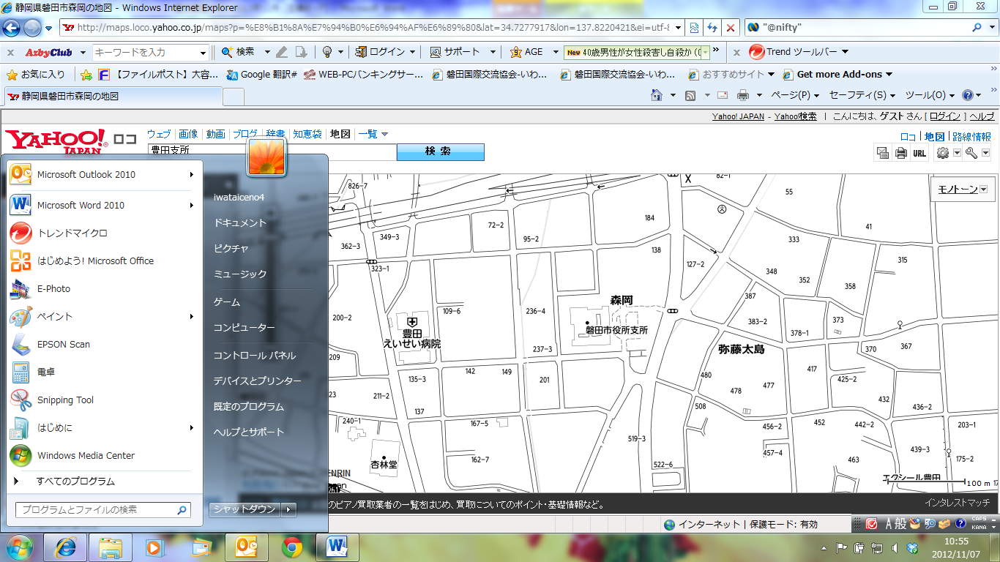 静岡県磐田市森岡の地図 - Windows Internet Explorer
http://maps.loco.yahoo.co.jp/maps?p=%E8%B1%8A%E7%94%B0%E6%94%AF%E6%89%80&lat=34.7277917&lon=137.8220421&ei=utf-8
"@nifty"
AzbyClub キーワードを入力 検索 ログイン サポート AGE New 40歳男性が女性殺害し自殺か »
x Trend ツールバー
お気に入り 【ファイルポスト】大容... Google 翻訳# WEB-PCバンキングサー... 磐田国際交流協会-いわ... 磐田国際交流協会-いわ... おすすめサイト Get more Add-ons
静岡県磐田市森岡の地図
ページ(P) セーフティ(S) ツール(O)
Yahoo! JAPAN - Yahoo!検索 | こんにちは、ゲストさん [ ログイン ] ヘルプ
YAHOO! JAPAN ロコ
ウェブ 画像 動画 ブログ 辞書 知恵袋 地図 一覧
ロコ 地図 路線情報
豊田支所 検索
URL
モノトーン
Microsoft Outlook 2010
Microsoft Word 2010
トレンドマイクロ
はじめよう! Microsoft Office
E-Photo
ペイント
EPSON Scan
電卓
Snipping Tool
はじめに
Windows Media Center
すべてのプログラム
プログラムとファイルの検索
iwataiceno4
ドキュメント
ピクチャ
ミュージック
ゲーム
コンピューター
コントロール パネル
デバイスとプリンター
既定のプログラム
ヘルプとサポート
シャットダウン
826-7 X 82-1
55
72-2 184 41
362-3 349-3 95-2 333
138 315
323-1 127-2 348 352 358
森岡 387
200-2 109-6 236-4 383-2 373
豊田
えいせい病院
磐田市役所支所
378-1 367
237-3 弥藤太島 370
209 142 149 480 417
135-3 201 477 425-2
23 211-2 478 432
137 508 436-2
240-1 167-5 456-2 452 442-2 203-1
519-3 439-3
杏林堂 162-7 522-6 457-4 463 175-2
ENRIN
エクシール豊田
100 m
のピアノ買取業者の一覧をはじめ、買取についてのポイント・基礎情報など。
インタレストマッチ
インターネット | 保護モード: 有効
A 般 CAPS
KANA
10:55
2012/11/07